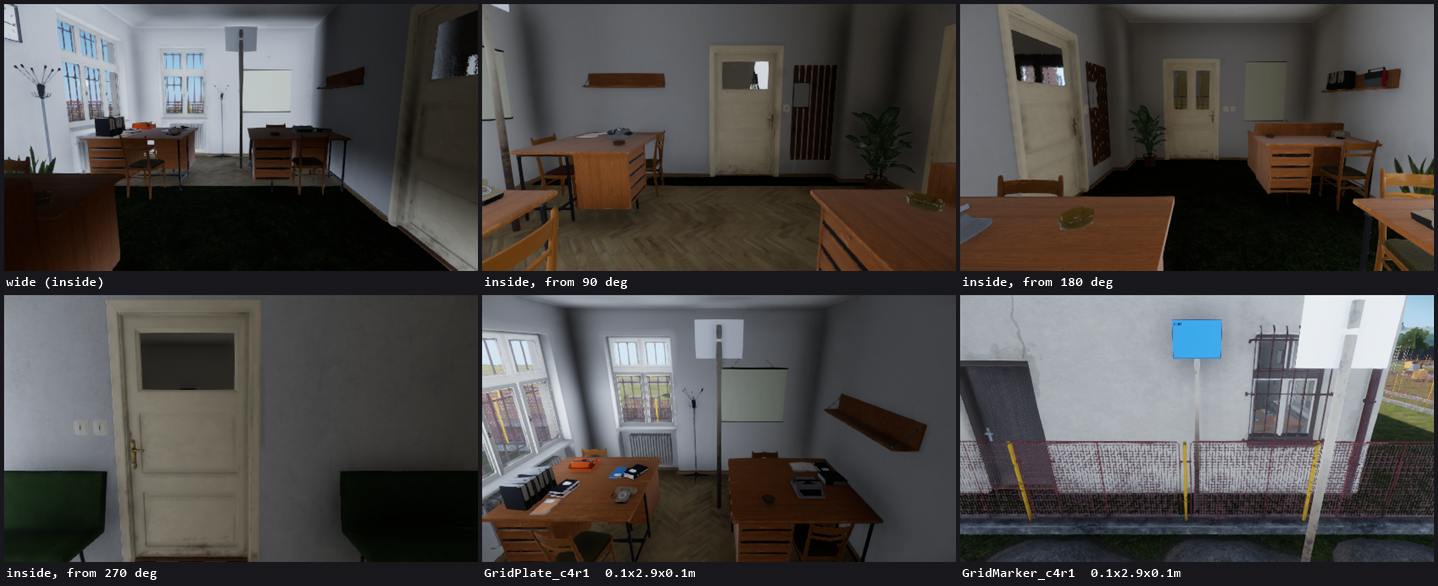 wide (inside)
inside, from 90 deg
inside, from 180 deg
inside, from 270 deg
GridPlate_c4r1  0.1x2.9x0.1m
GridMarker_c4r1  0.1x2.9x0.1m